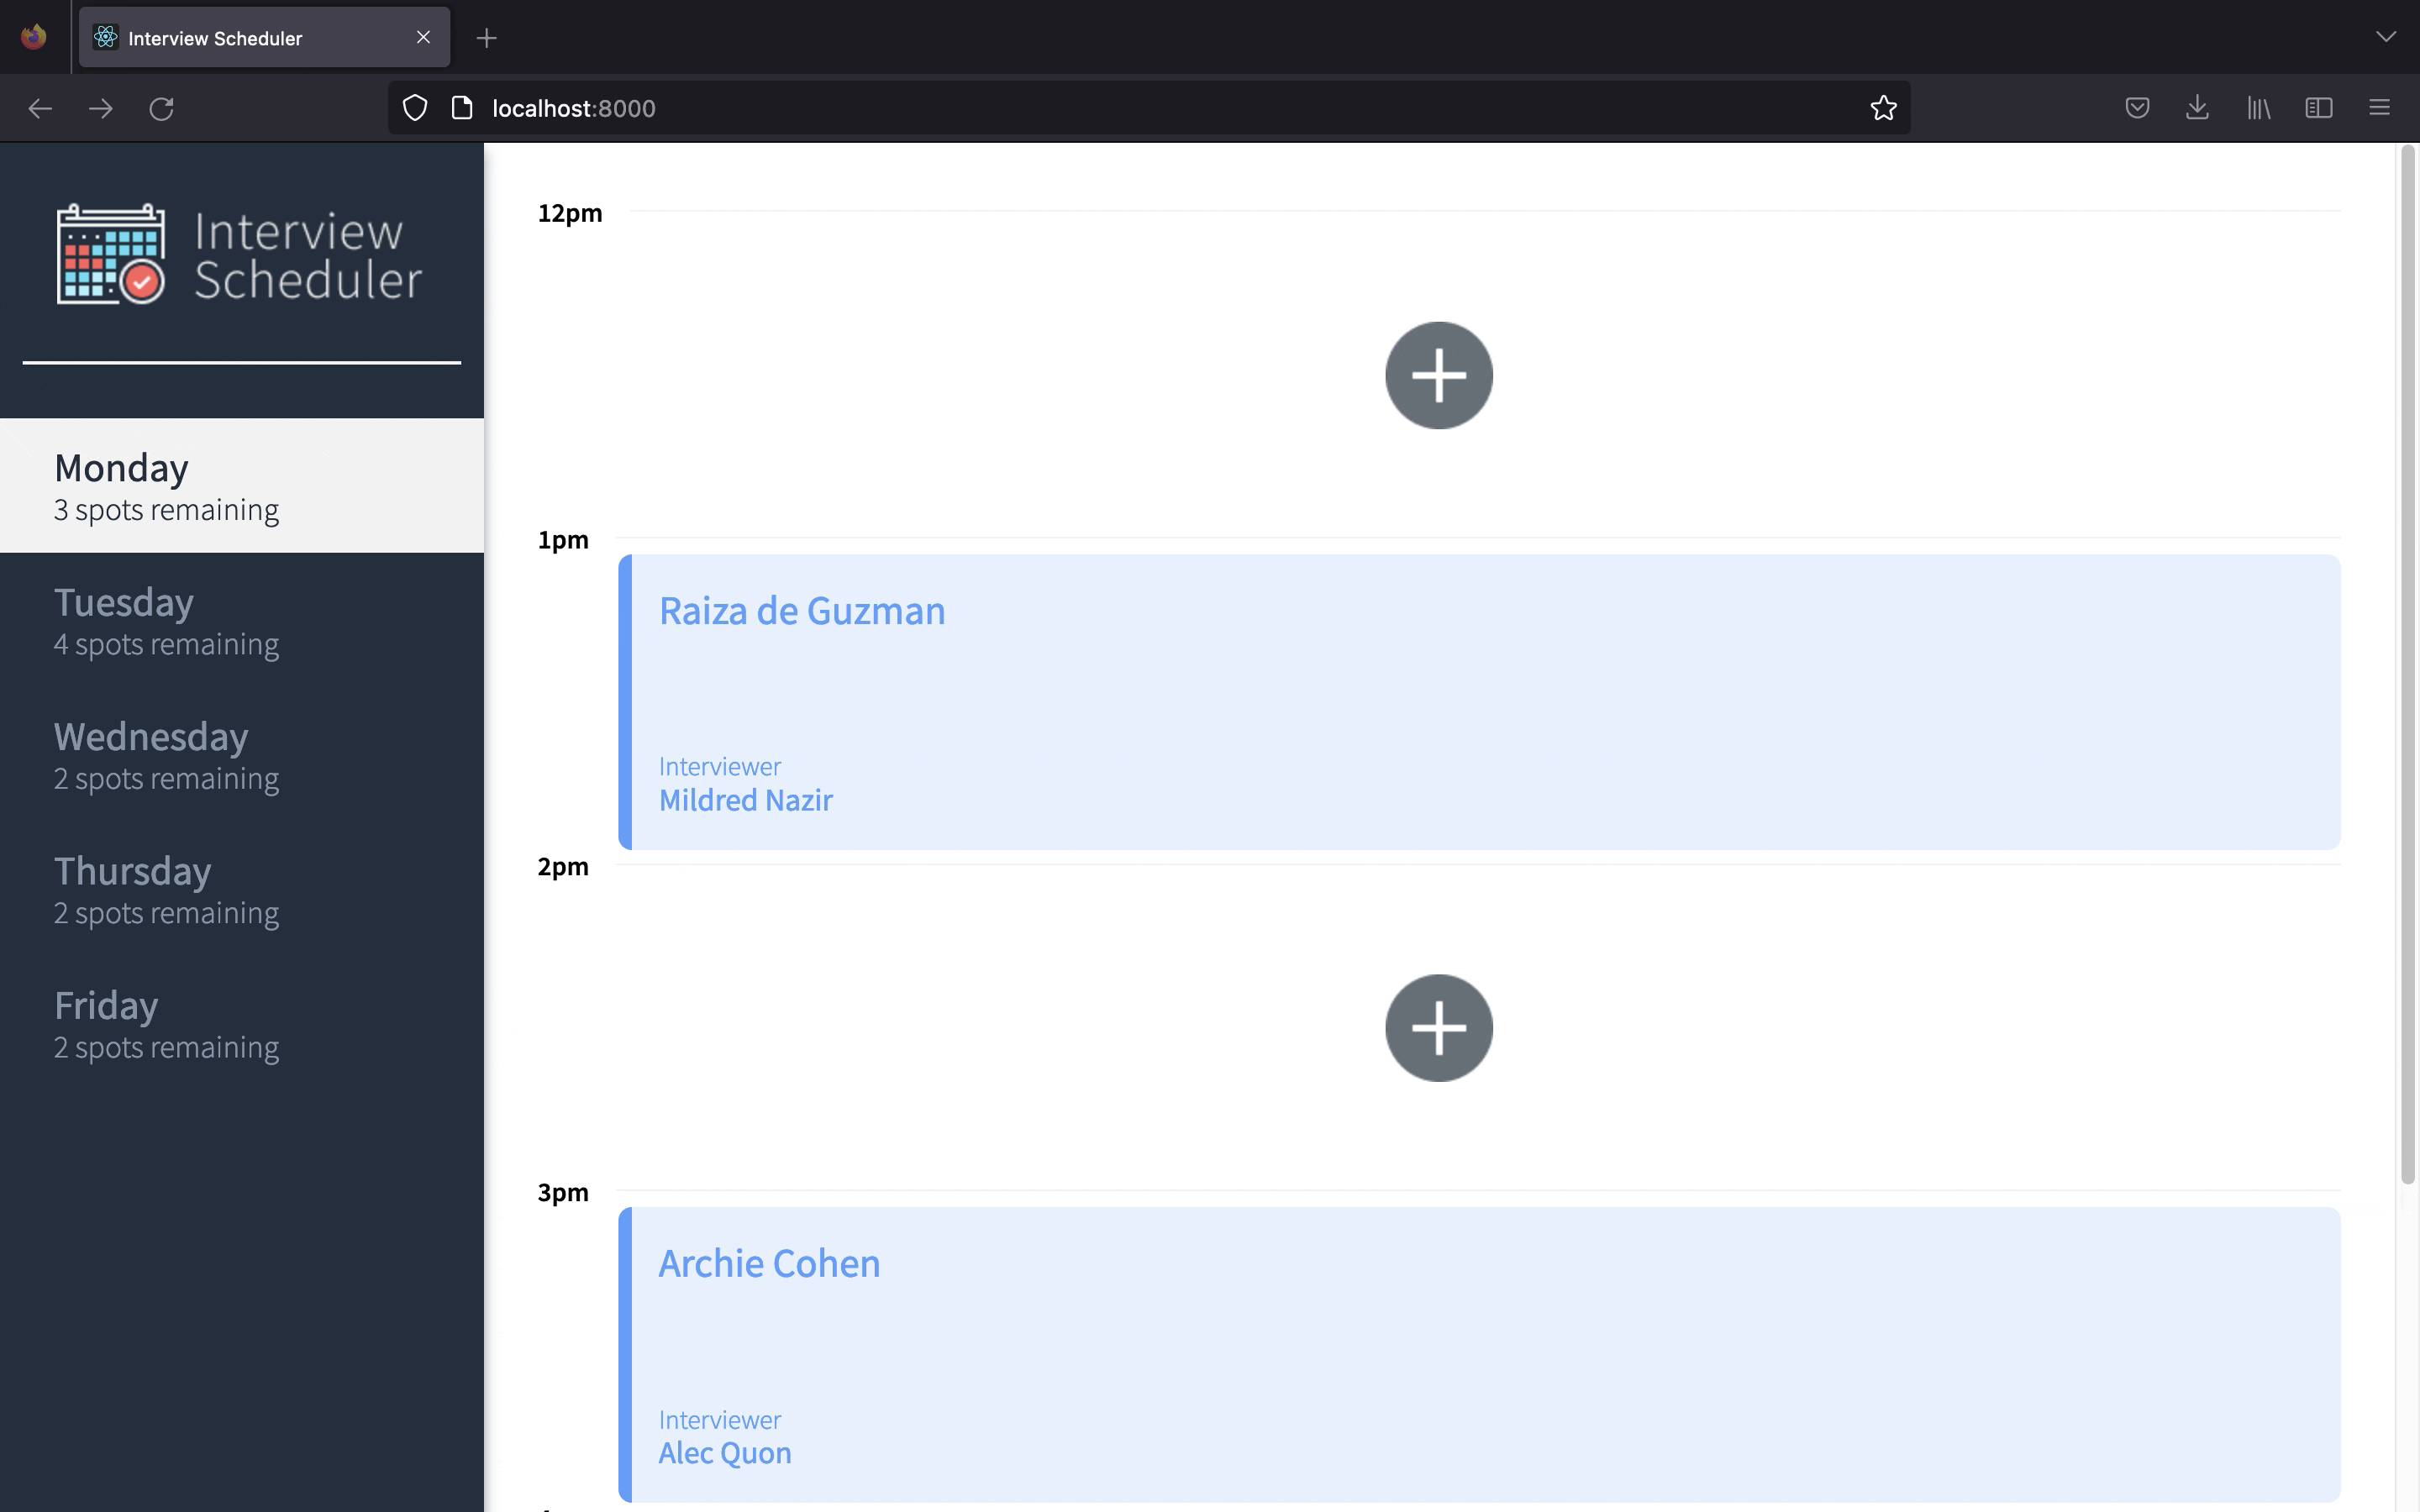 Interview Scheduler
localhost:8000
Interview
Scheduler
Monday
3 spots remaining
Tuesday
4 spots remaining
Wednesday
2 spots remaining
Thursday
2 spots remaining
Friday
2 spots remaining
12pm
1pm
Raiza de Guzman
Interviewer
Mildred Nazir
2pm
3pm
Archie Cohen
Interviewer
Alec Quon